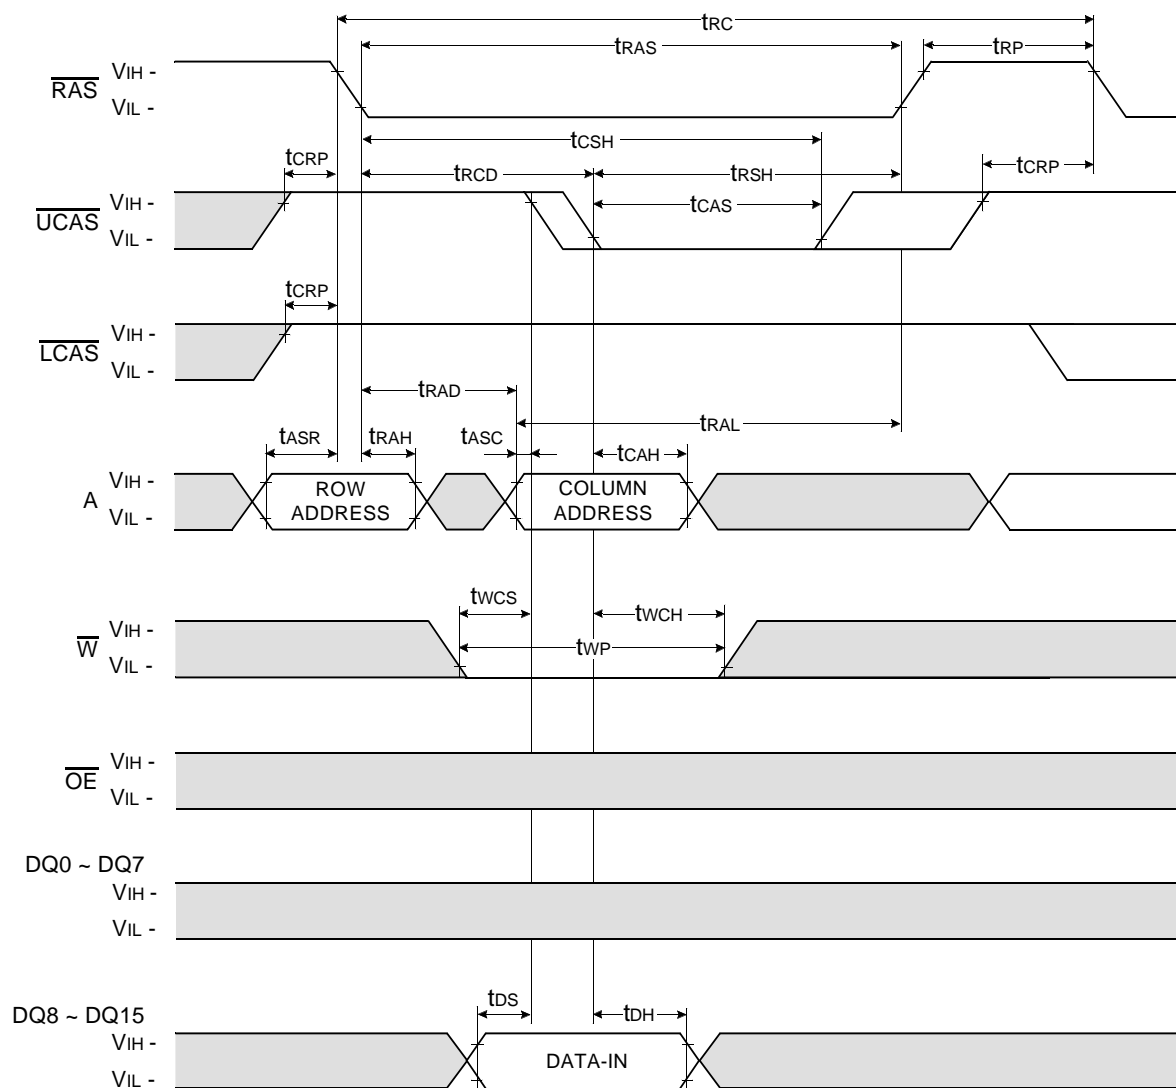 tRC
tRAS
tRP
RAS
VIH -
VIL -
tCSH
tCRP
tRCD
tRSH
tCRP
UCAS
VIH -
VIL -
tCAS
tCRP
LCAS
VIH -
VIL -
tRAD
tRAL
tASR
tRAH
tASC
tCAH
A
VIH -
VIL -
ROW
ADDRESS
COLUMN
ADDRESS
tWCS
tWCH
W
VIH -
VIL -
tWP
OE
VIH -
VIL -
DQ0 ~ DQ7
VIH -
VIL -
tDS
tDH
DQ8 ~ DQ15
VIH -
VIL -
DATA-IN